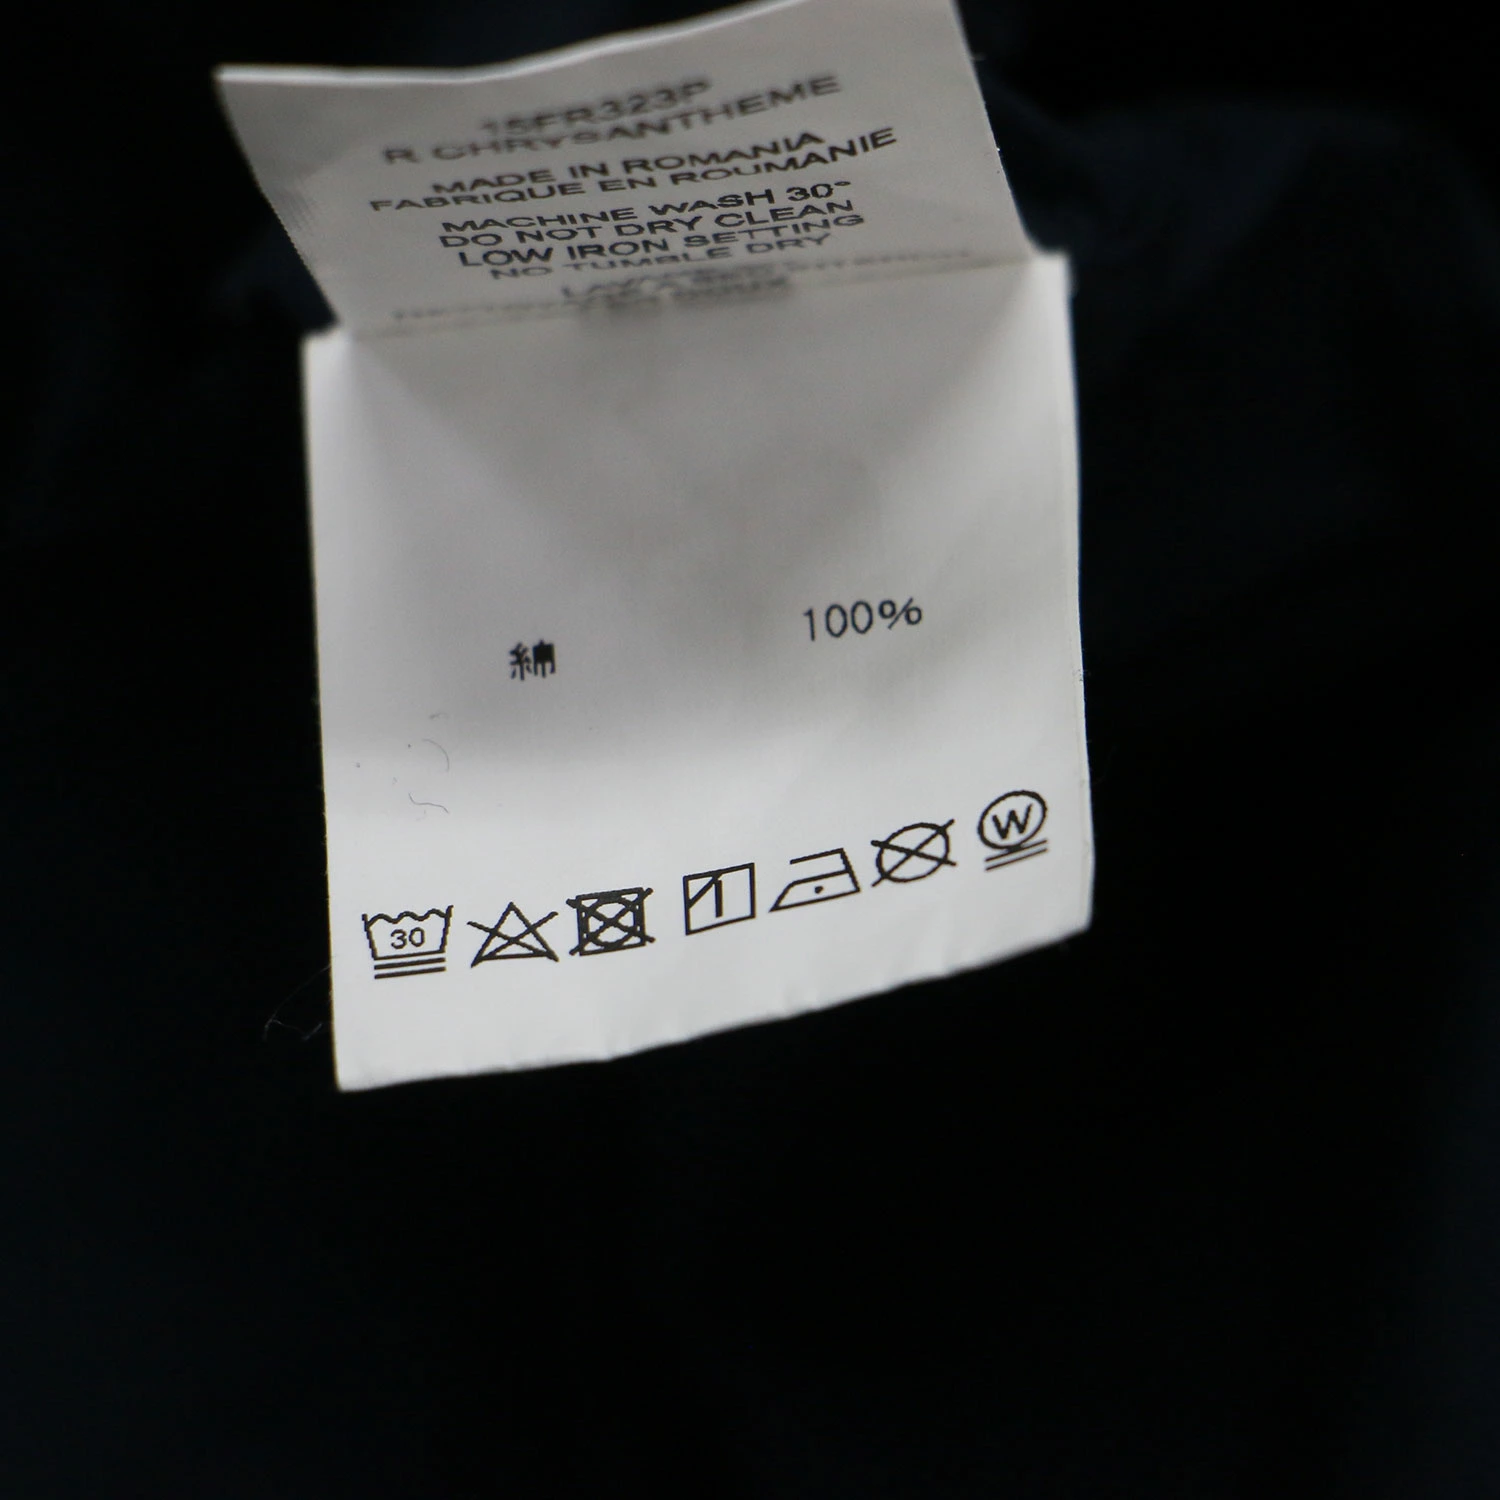 15FR323P
R CHRYSANTHEME
MADE IN ROMANIA
FABRIQUE EN ROUMANIE
MACHINE WASH 30°
DO NOT DRY CLEAN
LOW IRON SETTING
NO TUMBLE DRY
綿 100%
30
W